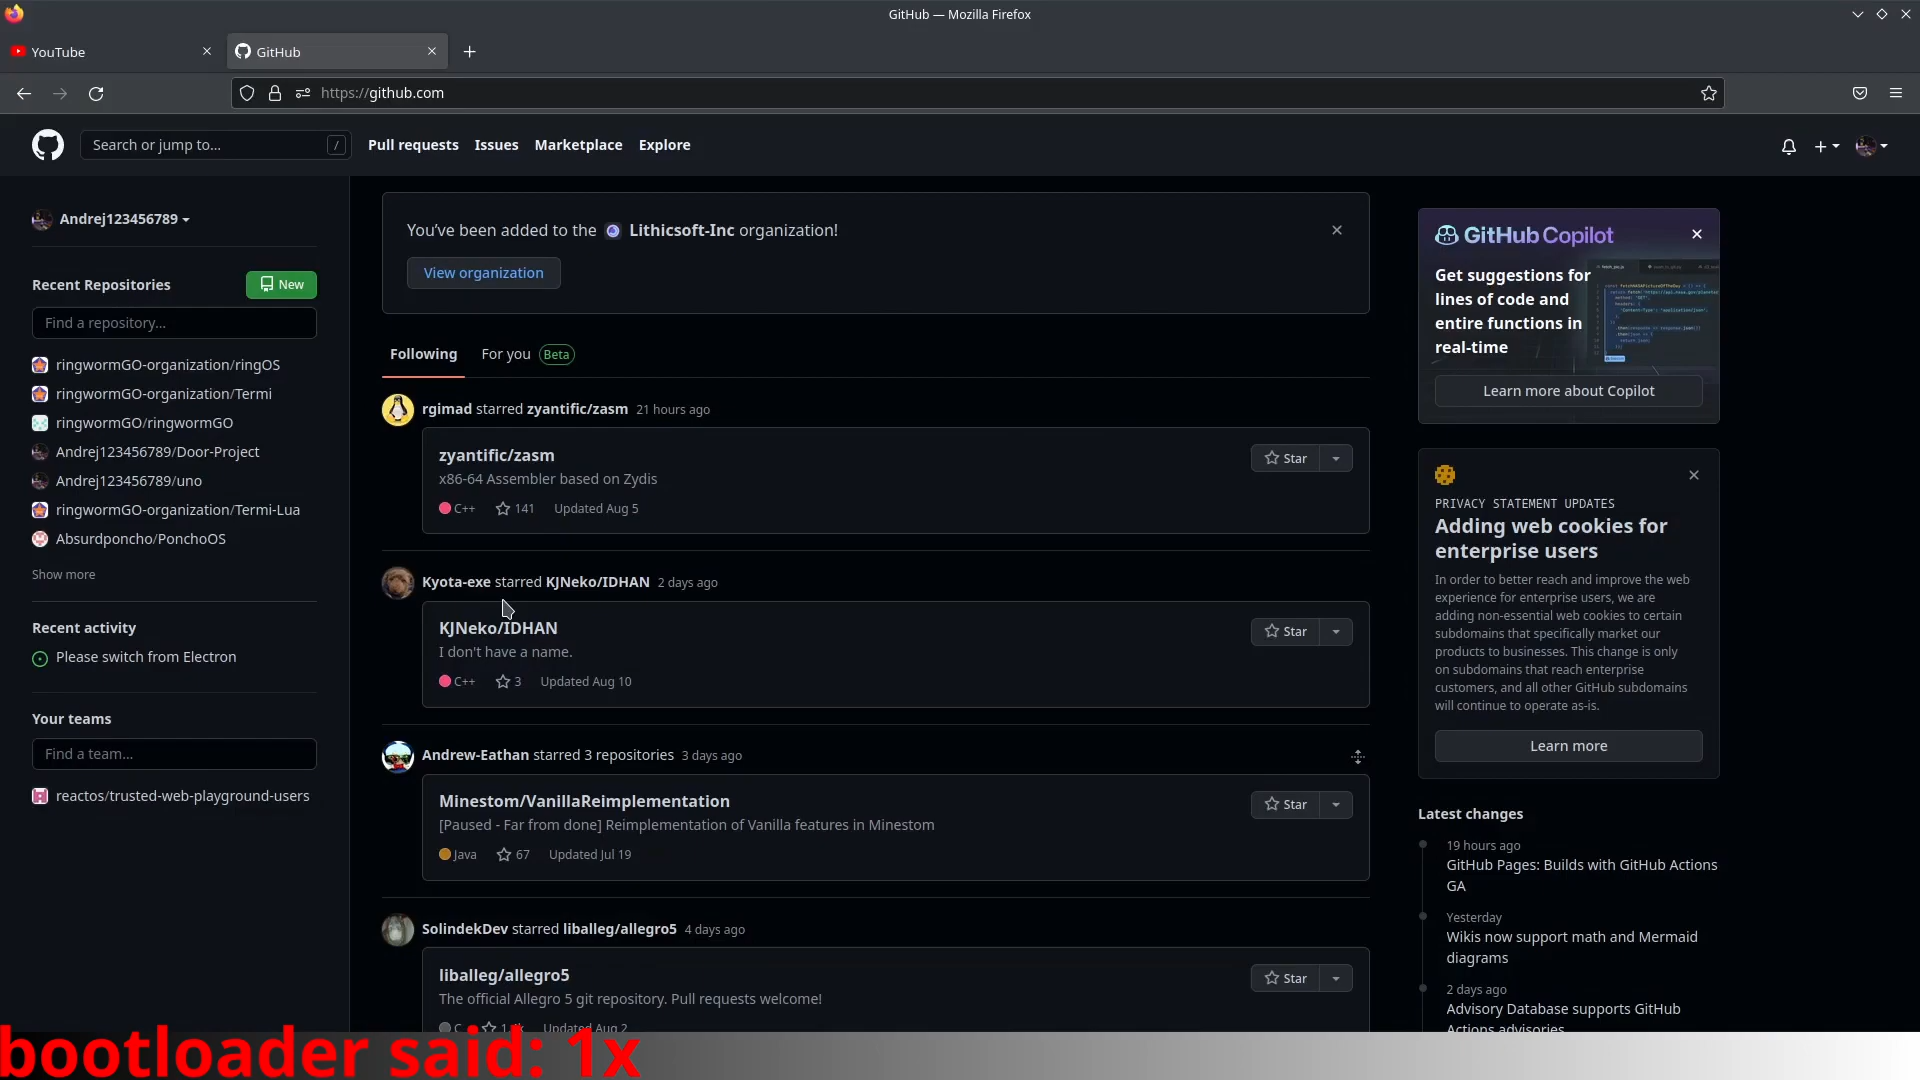 GitHub — Mozilla Firefox
YouTube
GitHub
https://github.com
Search or jump to...
/
Pull requests
Issues
Marketplace
Explore
Andrej123456789
Recent Repositories
New
Find a repository...
ringwormGO-organization/ringOS
ringwormGO-organization/Termi
ringwormGO/ringwormGO
Andrej123456789/Door-Project
Andrej123456789/uno
ringwormGO-organization/Termi-Lua
Absurdponcho/PonchoOS
Show more
Recent activity
Please switch from Electron
Your teams
Find a team...
reactos/trusted-web-playground-users
You've been added to the Lithicsoft-Inc organization!
View organization
Following
For you Beta
rgimad starred zyantific/zasm 21 hours ago
zyantific/zasm
Star
x86-64 Assembler based on Zydis
C++ 141 Updated Aug 5
Kyota-exe starred KJNeko/IDHAN 2 days ago
KJNeko/IDHAN
Star
I don't have a name.
C++ 3 Updated Aug 10
Andrew-Eathan starred 3 repositories 3 days ago
Minestom/VanillaReimplementation
Star
[Paused - Far from done] Reimplementation of Vanilla features in Minestom
Java 67 Updated Jul 19
SolindekDev starred liballeg/allegro5 4 days ago
liballeg/allegro5
Star
The official Allegro 5 git repository. Pull requests welcome!
C Updated Aug 2
GitHub Copilot
Get suggestions for
lines of code and
entire functions in
real-time
Learn more about Copilot
PRIVACY STATEMENT UPDATES
Adding web cookies for
enterprise users
In order to better reach and improve the web
experience for enterprise users, we are
adding non-essential web cookies to certain
subdomains that specifically market our
products to businesses. This change is only
on subdomains that reach enterprise
customers, and all other GitHub subdomains
will continue to operate as-is.
Learn more
Latest changes
19 hours ago
GitHub Pages: Builds with GitHub Actions
GA
Yesterday
Wikis now support math and Mermaid
diagrams
2 days ago
Advisory Database supports GitHub
Actions advisories
bootloader said: 1x